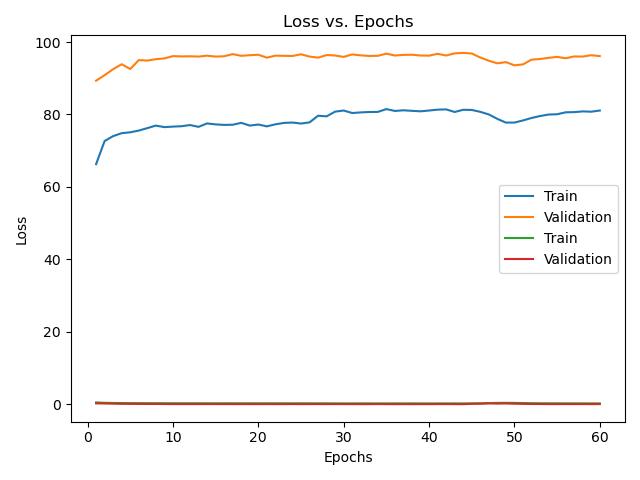 Loss vs. Epochs
100
80
60
40
20
0
Loss
Train
Validation
Train
Validation
0 10 20 30 40 50 60
Epochs